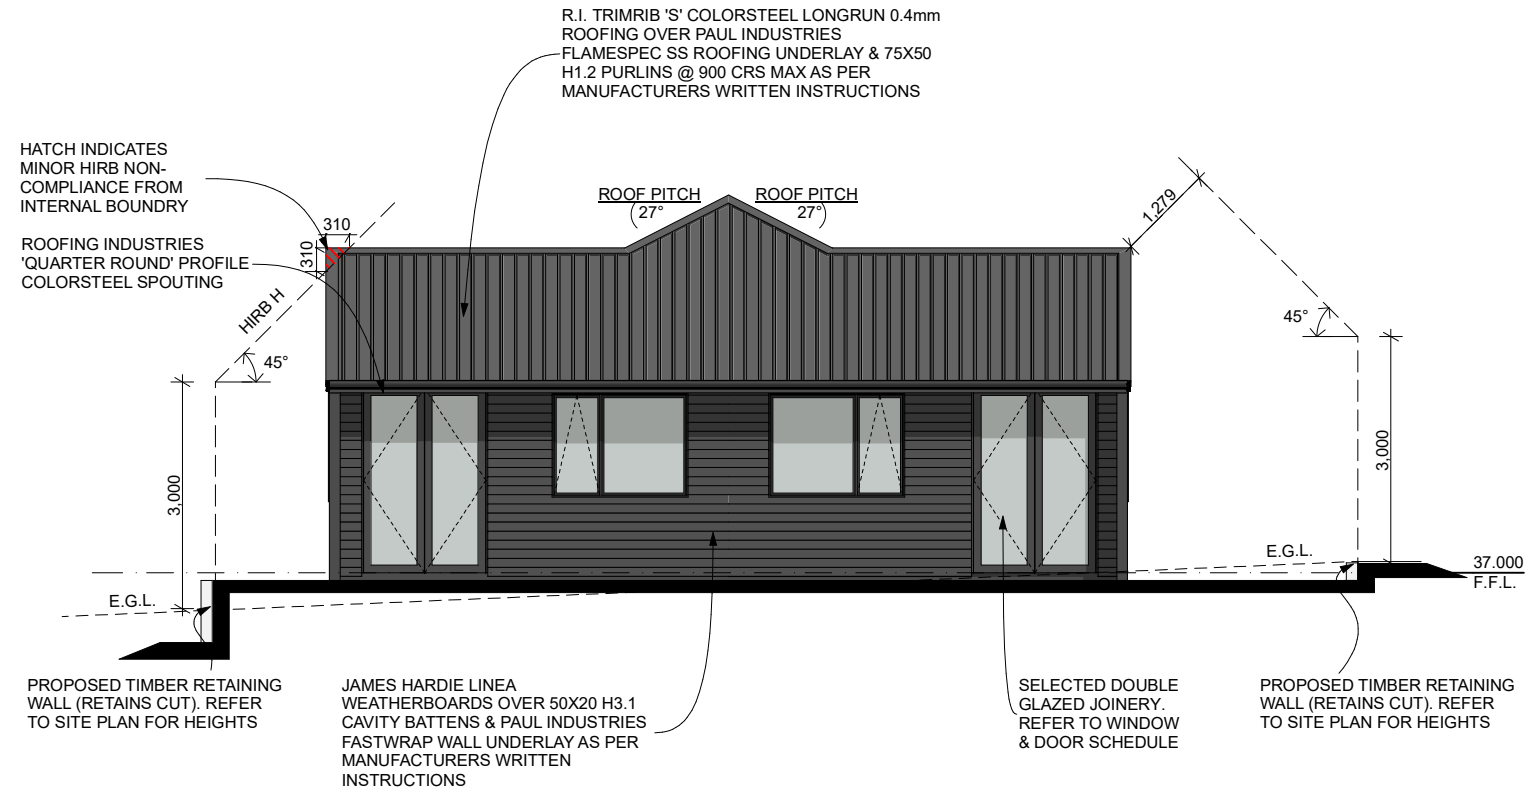 R.I. TRIMRIB 'S' COLORSTEEL LONGRUN 0.4mm
ROOFING OVER PAUL INDUSTRIES
FLAMESPEC SS ROOFING UNDERLAY & 75X50
H1.2 PURLINS @ 900 CRS MAX AS PER
MANUFACTURERS WRITTEN INSTRUCTIONS
HATCH INDICATES
MINOR HIRB NON-
COMPLIANCE FROM
INTERNAL BOUNDRY
ROOFING INDUSTRIES
'QUARTER ROUND' PROFILE
COLORSTEEL SPOUTING
310
310
HIRB H
45°
ROOF PITCH
27°
ROOF PITCH
27°
1,279
45°
3,000
3,000
E.G.L.
E.G.L.
37.000
F.F.L.
PROPOSED TIMBER RETAINING
WALL (RETAINS CUT). REFER
TO SITE PLAN FOR HEIGHTS
JAMES HARDIE LINEA
WEATHERBOARDS OVER 50X20 H3.1
CAVITY BATTENS & PAUL INDUSTRIES
FASTWRAP WALL UNDERLAY AS PER
MANUFACTURERS WRITTEN
INSTRUCTIONS
SELECTED DOUBLE
GLAZED JOINERY.
REFER TO WINDOW
& DOOR SCHEDULE
PROPOSED TIMBER RETAINING
WALL (RETAINS CUT). REFER
TO SITE PLAN FOR HEIGHTS